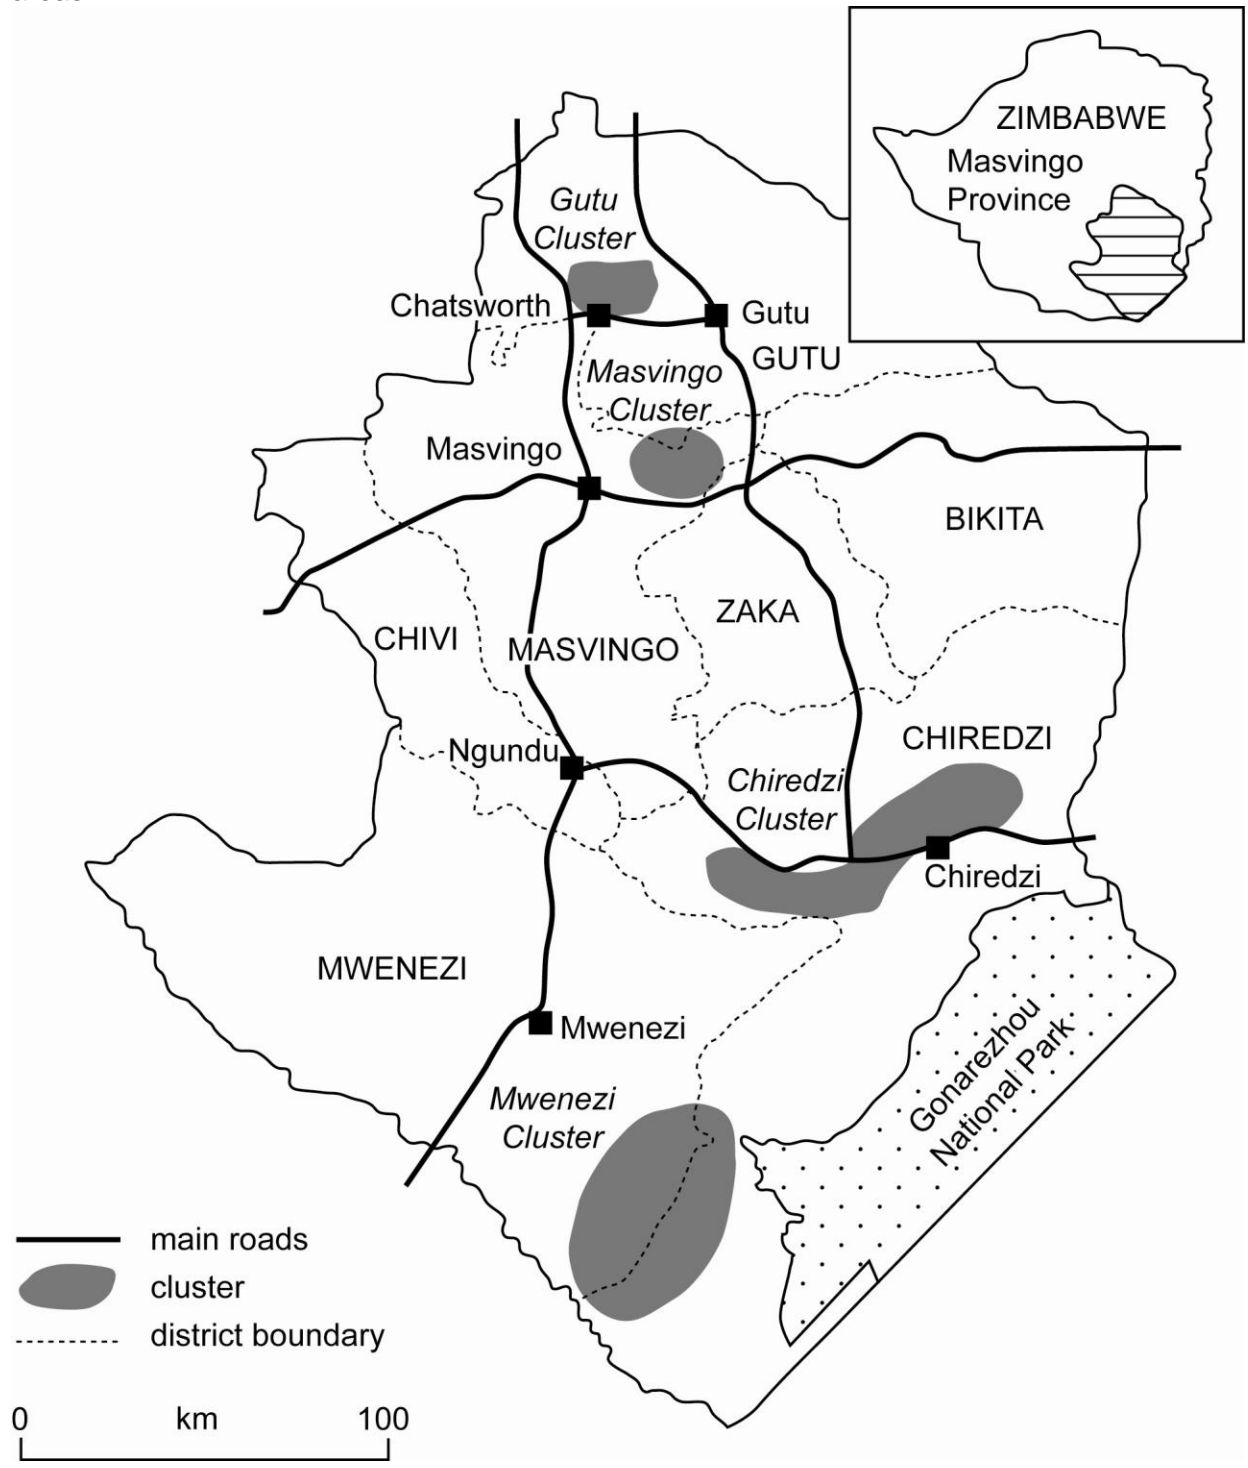 ZIMBABWE
Masvingo
Province
Gutu
Cluster
Chatsworth
Gutu
GUTU
Masvingo
Cluster
Masvingo
BIKITA
ZAKA
CHIVI
MASVINGO
CHIREDZI
Ngundu
Chiredzi
Cluster
Chiredzi
MWENEZI
Mwenezi
Gonarezhou
National Park
Mwenezi
Cluster
main roads
cluster
district boundary
0 km 100